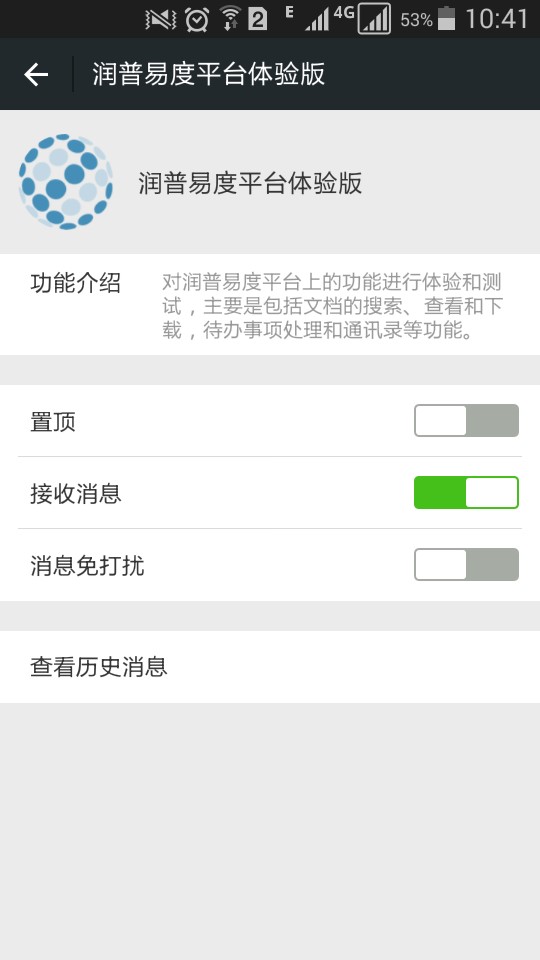 2 E 4G 53% 10:41
润普易度平台体验版
润普易度平台体验版
功能介绍
对润普易度平台上的功能进行体验和测
试，主要是包括文档的搜索、查看和下
载，待办事项处理和通讯录等功能。
置顶
接收消息
消息免打扰
查看历史消息